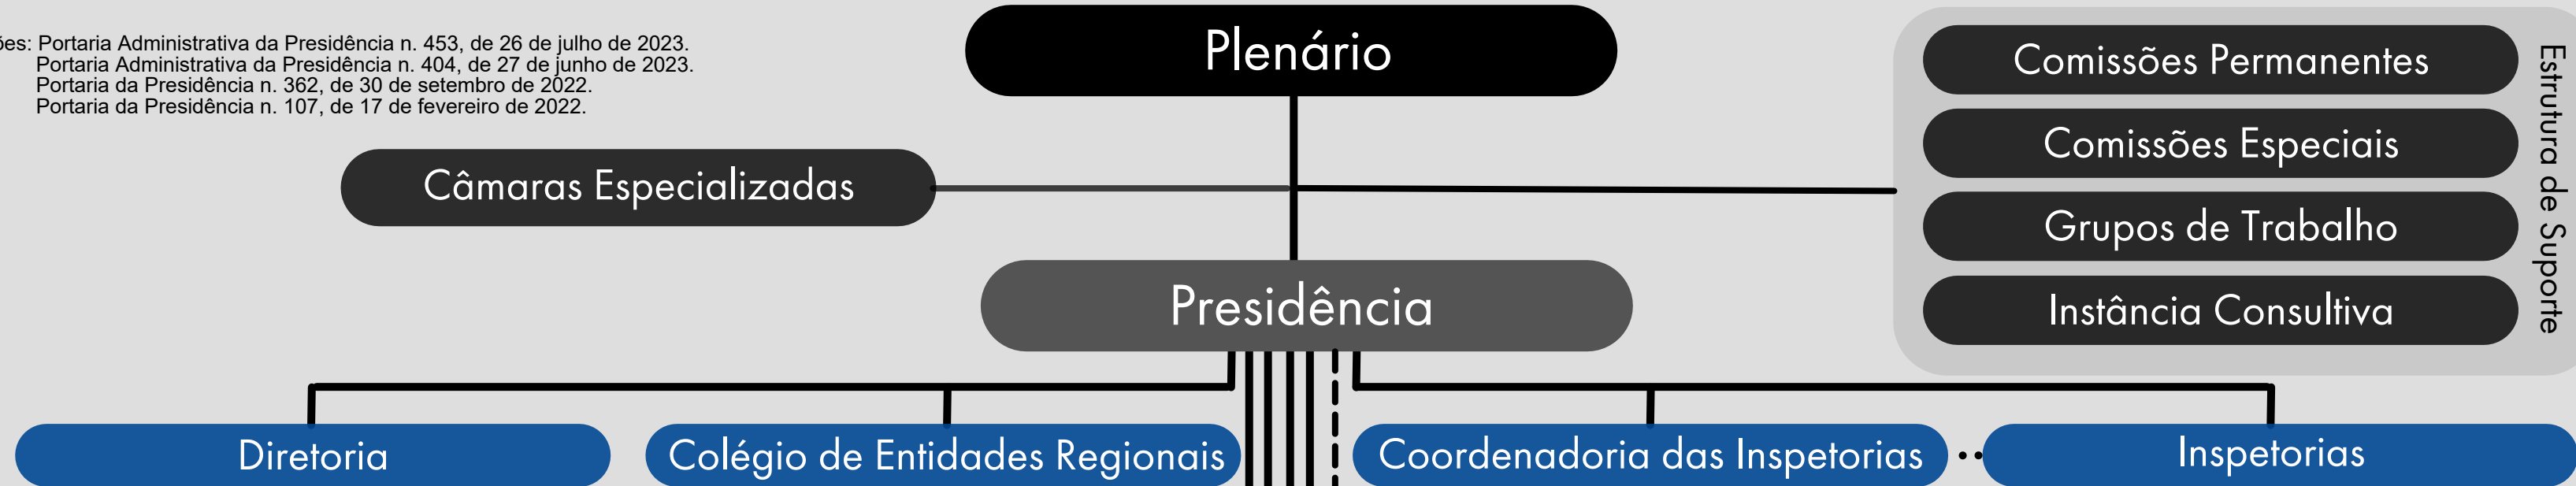 Portaria Administrativa da Presidência n. 453, de 26 de julho de 2023.
Portaria Administrativa da Presidência n. 404, de 27 de junho de 2023.
Portaria da Presidência n. 362, de 30 de setembro de 2022.
Portaria da Presidência n. 107, de 17 de fevereiro de 2022.
Plenário
Comissões Permanentes
Comissões Especiais
Grupos de Trabalho
Instância Consultiva
Estrutura de Suporte
Câmaras Especializadas
Presidência
Diretoria
Colégio de Entidades Regionais
Coordenadoria das Inspetorias
Inspetorias